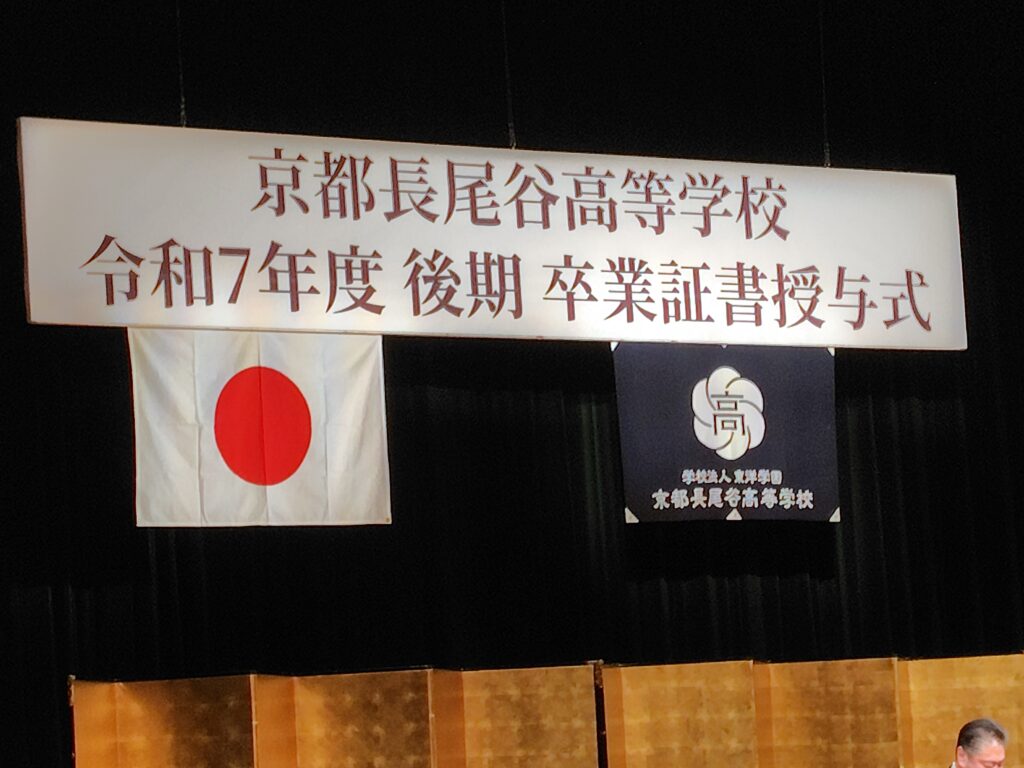 京都長尾谷高等学校
令和7年度 後期 卒業証書授与式
高
学校法人 東洋学園
京都長尾谷高等学校